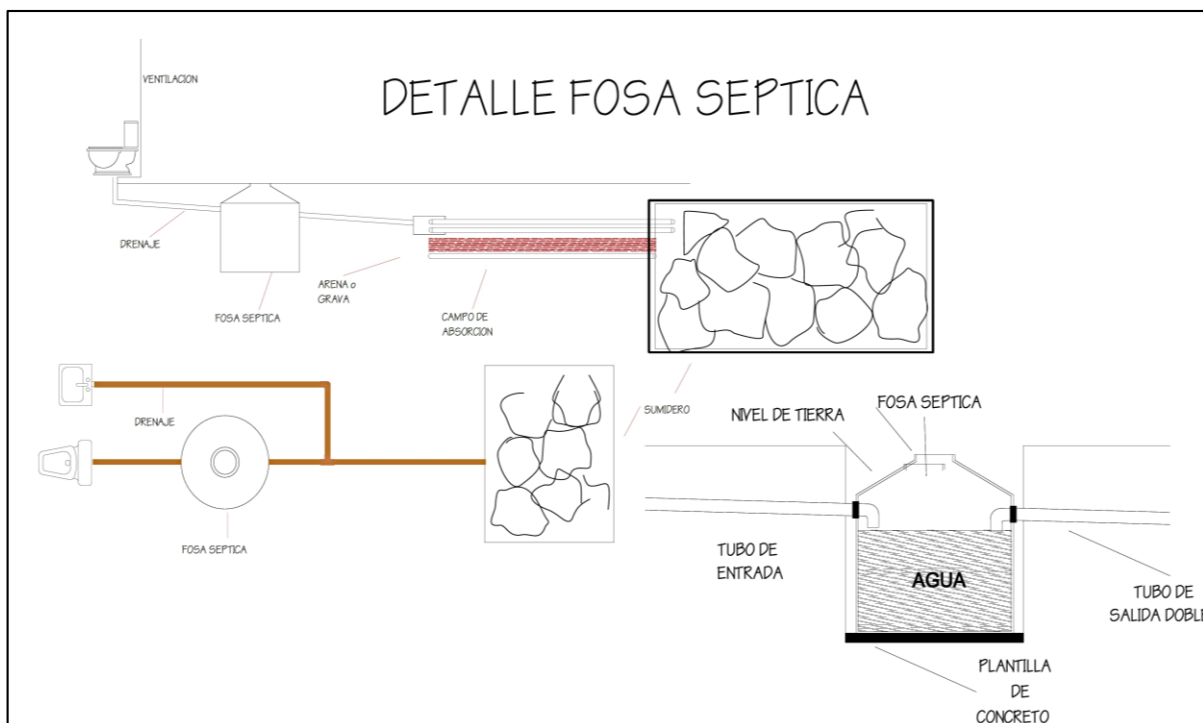 DETALLE FOSA SEPTICA
VENTILACION
DRENAJE
FOSA SEPTICA
ARENA o
GRAVA
CAMPO DE
ABSORCION
SUMIDERO
DRENAJE
FOSA SEPTICA
NIVEL DE TIERRA
FOSA SEPTICA
TUBO DE
ENTRADA
AGUA
TUBO DE
SALIDA DOBLE
PLANTILLA
DE
CONCRETO